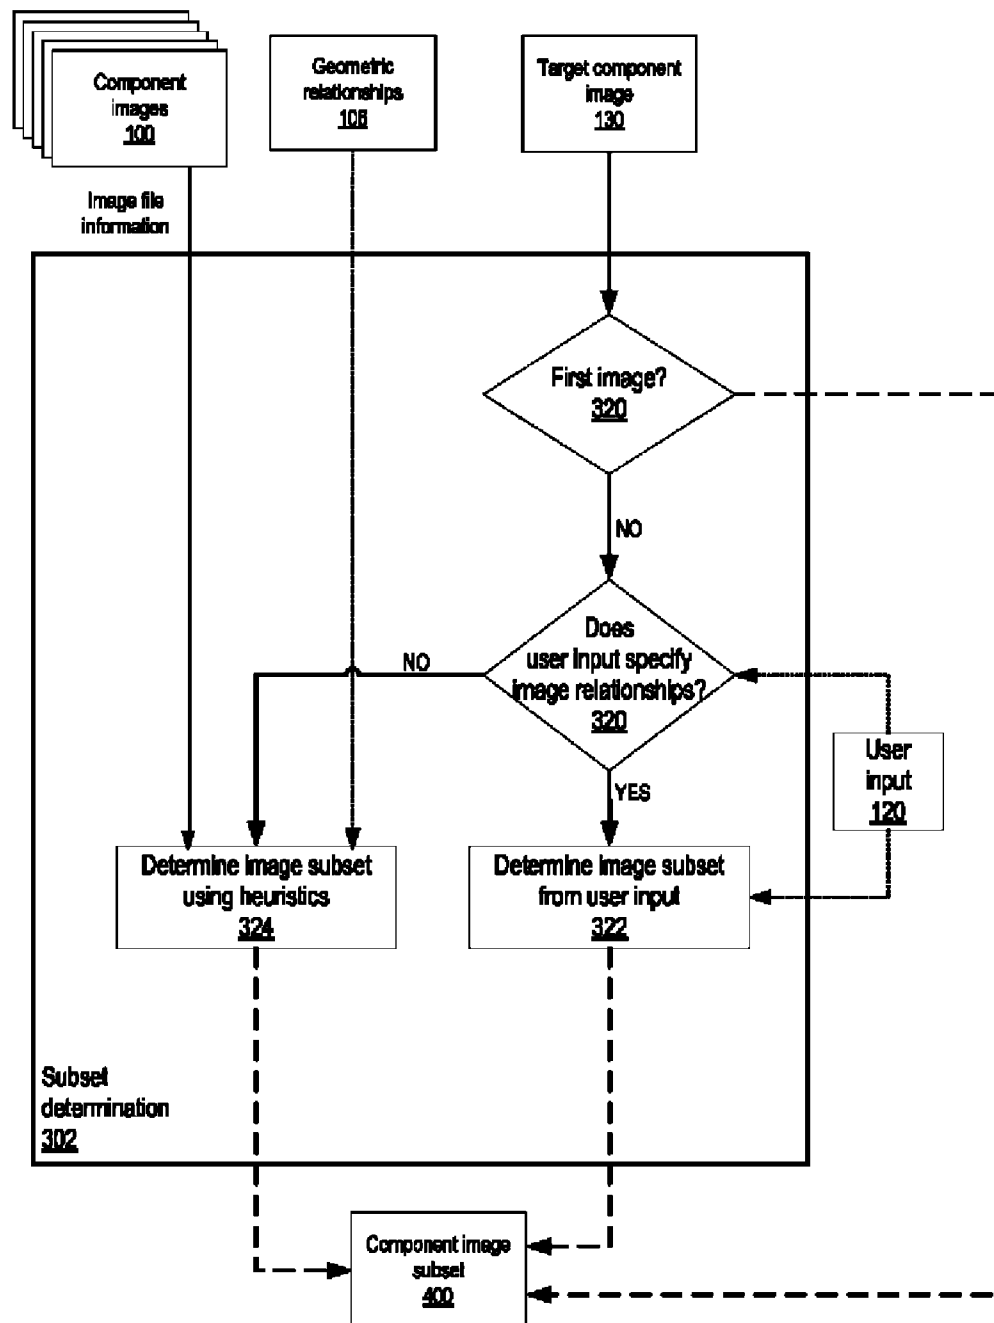 Component
images
100
Geometric
relationships
106
Target component
image
130
Image file
information
First image?
320
NO
Does
user input specify
image relationships?
320
NO
YES
User
input
120
Determine image subset
using heuristics
324
Determine image subset
from user input
322
Subset
determination
302
Component image
subset
400